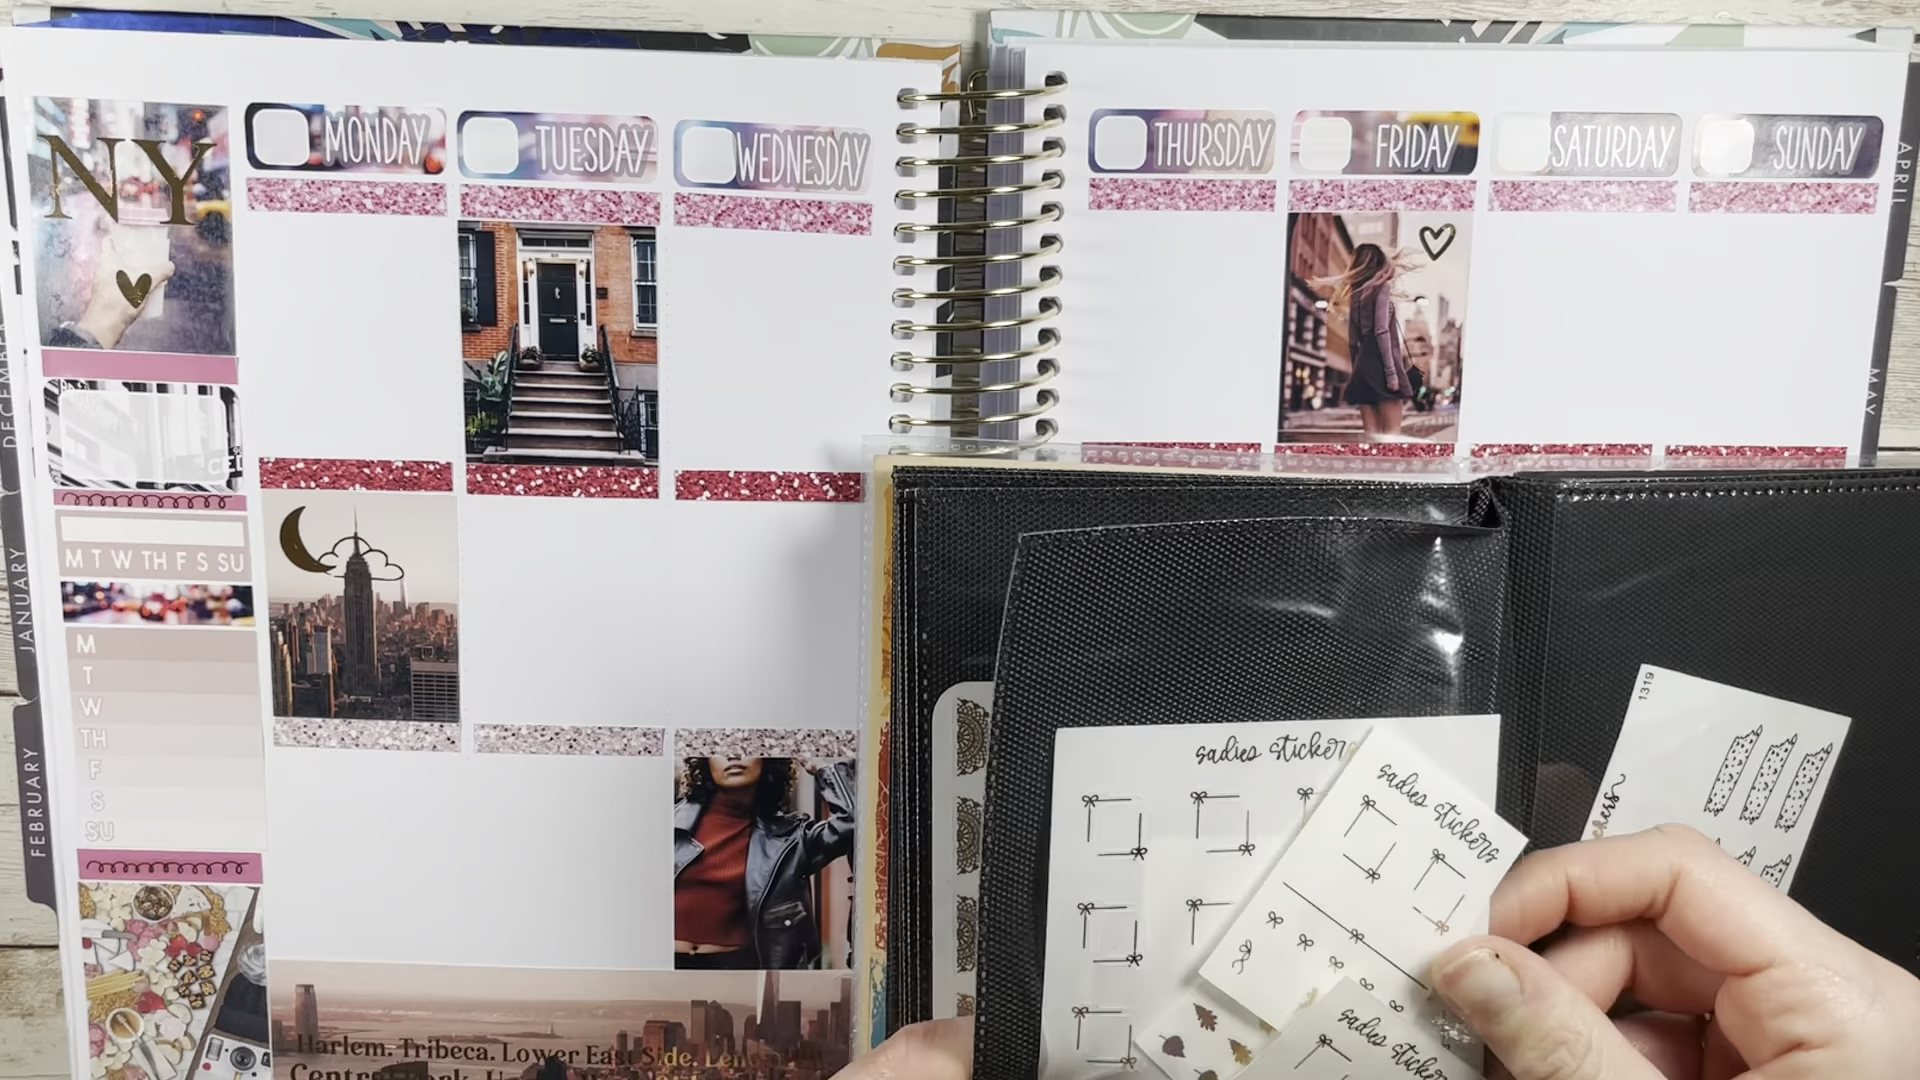 NY
MONDAY
TUESDAY
WEDNESDAY
THURSDAY
FRIDAY
SATURDAY
SUNDAY
M T W TH F S SU
M
T
W
TH
F
S
SU
Harlem. Tribeca. Lower East Side.
DECEMBER
JANUARY
FEBRUARY
APRIL
MAY
sadies stickers
sadies stickers
sadies stickers
1319